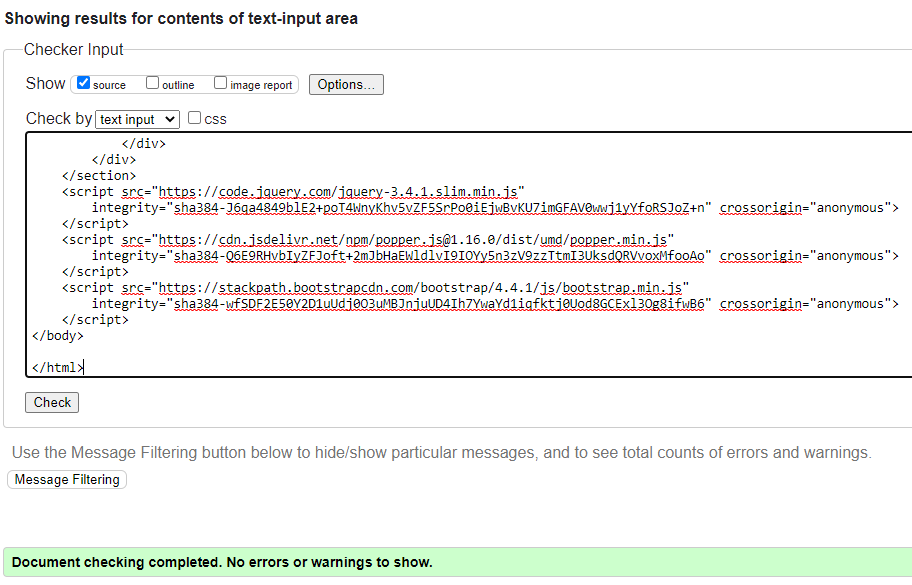 Showing results for contents of text-input area
Checker Input
Show source outline image report Options...
Check by text input css
</div>
</div>
</section>
<script src="https://code.jquery.com/jquery-3.4.1.slim.min.js"
integrity="sha384-J6qa4849blE2+poT4WnyKhv5vZF5SrPo0iEjwBvKU7imGFAV0wwj1yYfoRSJoZ+n" crossorigin="anonymous">
</script>
<script src="https://cdn.jsdelivr.net/npm/popper.js@1.16.0/dist/umd/popper.min.js"
integrity="sha384-Q6E9RHvbIyZFJoft+2mJbHaEWldlvI9IOYy5n3zV9zzTtmI3UksdQRVvoxMfooAo" crossorigin="anonymous">
</script>
<script src="https://stackpath.bootstrapcdn.com/bootstrap/4.4.1/js/bootstrap.min.js"
integrity="sha384-wfSDF2E50Y2D1uUdj0O3uMBJnjuUD4Ih7YwaYd1iqfktj0Uod8GCExl3Og8ifwB6" crossorigin="anonymous">
</script>
</body>
</html>
Check
Use the Message Filtering button below to hide/show particular messages, and to see total counts of errors and warnings.
Message Filtering
Document checking completed. No errors or warnings to show.